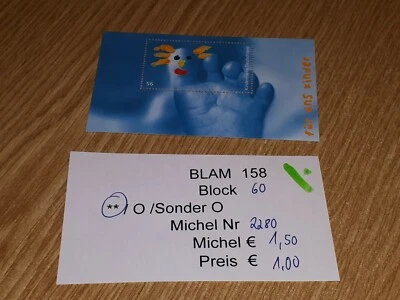 56
für uns kinder
BLAM 158
Block 60
** / O /Sonder O
Michel Nr 2280
Michel € 1,50
Preis € 1,00